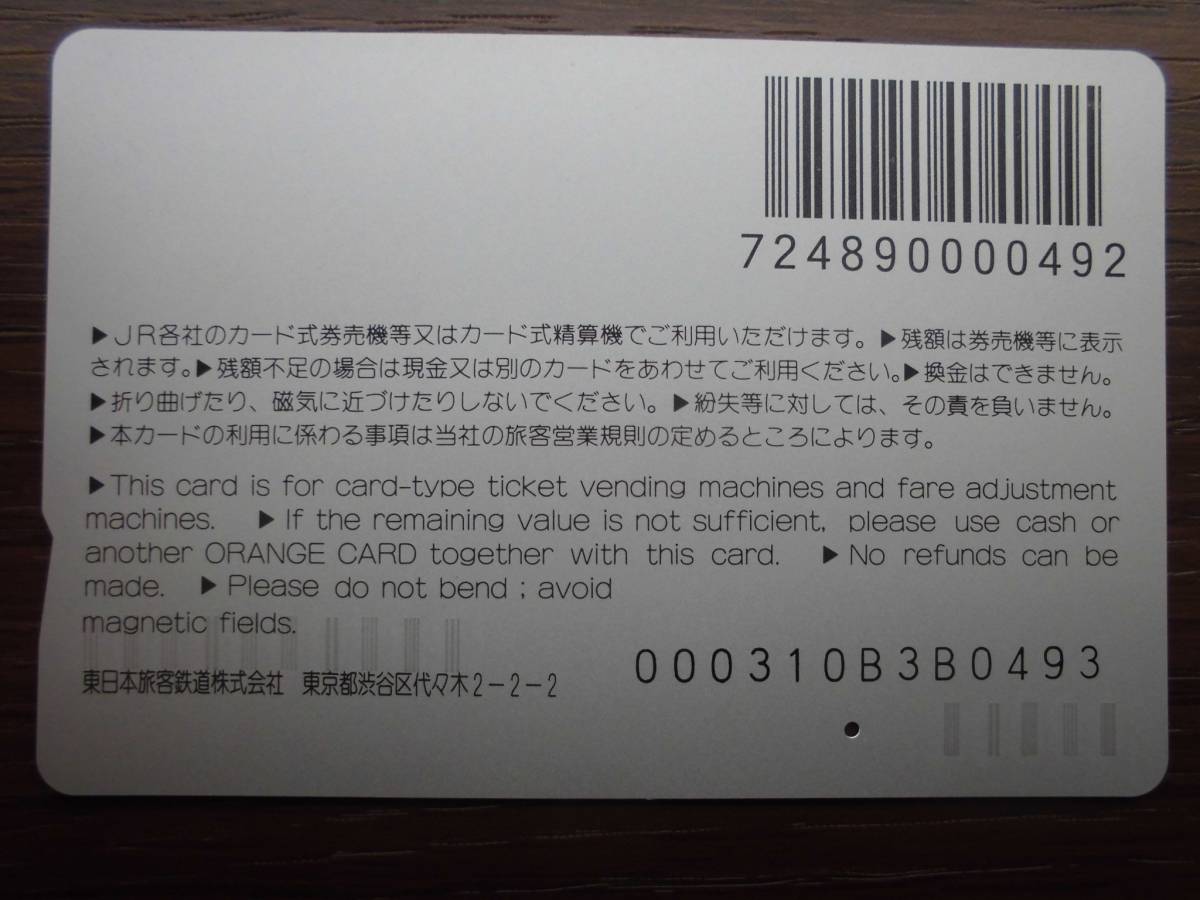 724890000492
▶JR各社のカード式券売機等又はカード式精算機でご利用いただけます。▶残額は券売機等に表示
されます。▶残額不足の場合は現金又は別のカードをあわせてご利用ください。▶換金はできません。
▶折り曲げたり、磁気に近づけたりしないでください。▶紛失等に対しては、その責を負いません。
▶本カードの利用に係わる事項は当社の旅客営業規則の定めるところによります。
▶This card is for card-type ticket vending machines and fare adjustment
machines. ▶If the remaining value is not sufficient, please use cash or
another ORANGE CARD together with this card. ▶No refunds can be
made. ▶Please do not bend ; avoid
magnetic fields.
000310B3B0493
東日本旅客鉄道株式会社 東京都渋谷区代々木2-2-2